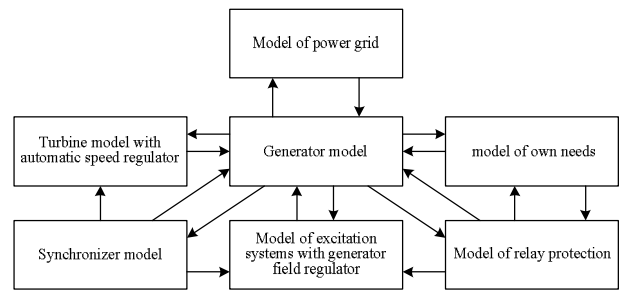 Model of power grid
Turbine model with
automatic speed regulator
Generator model
model of own needs
Synchronizer model
Model of excitation
systems with generator
field regulator
Model of relay protection